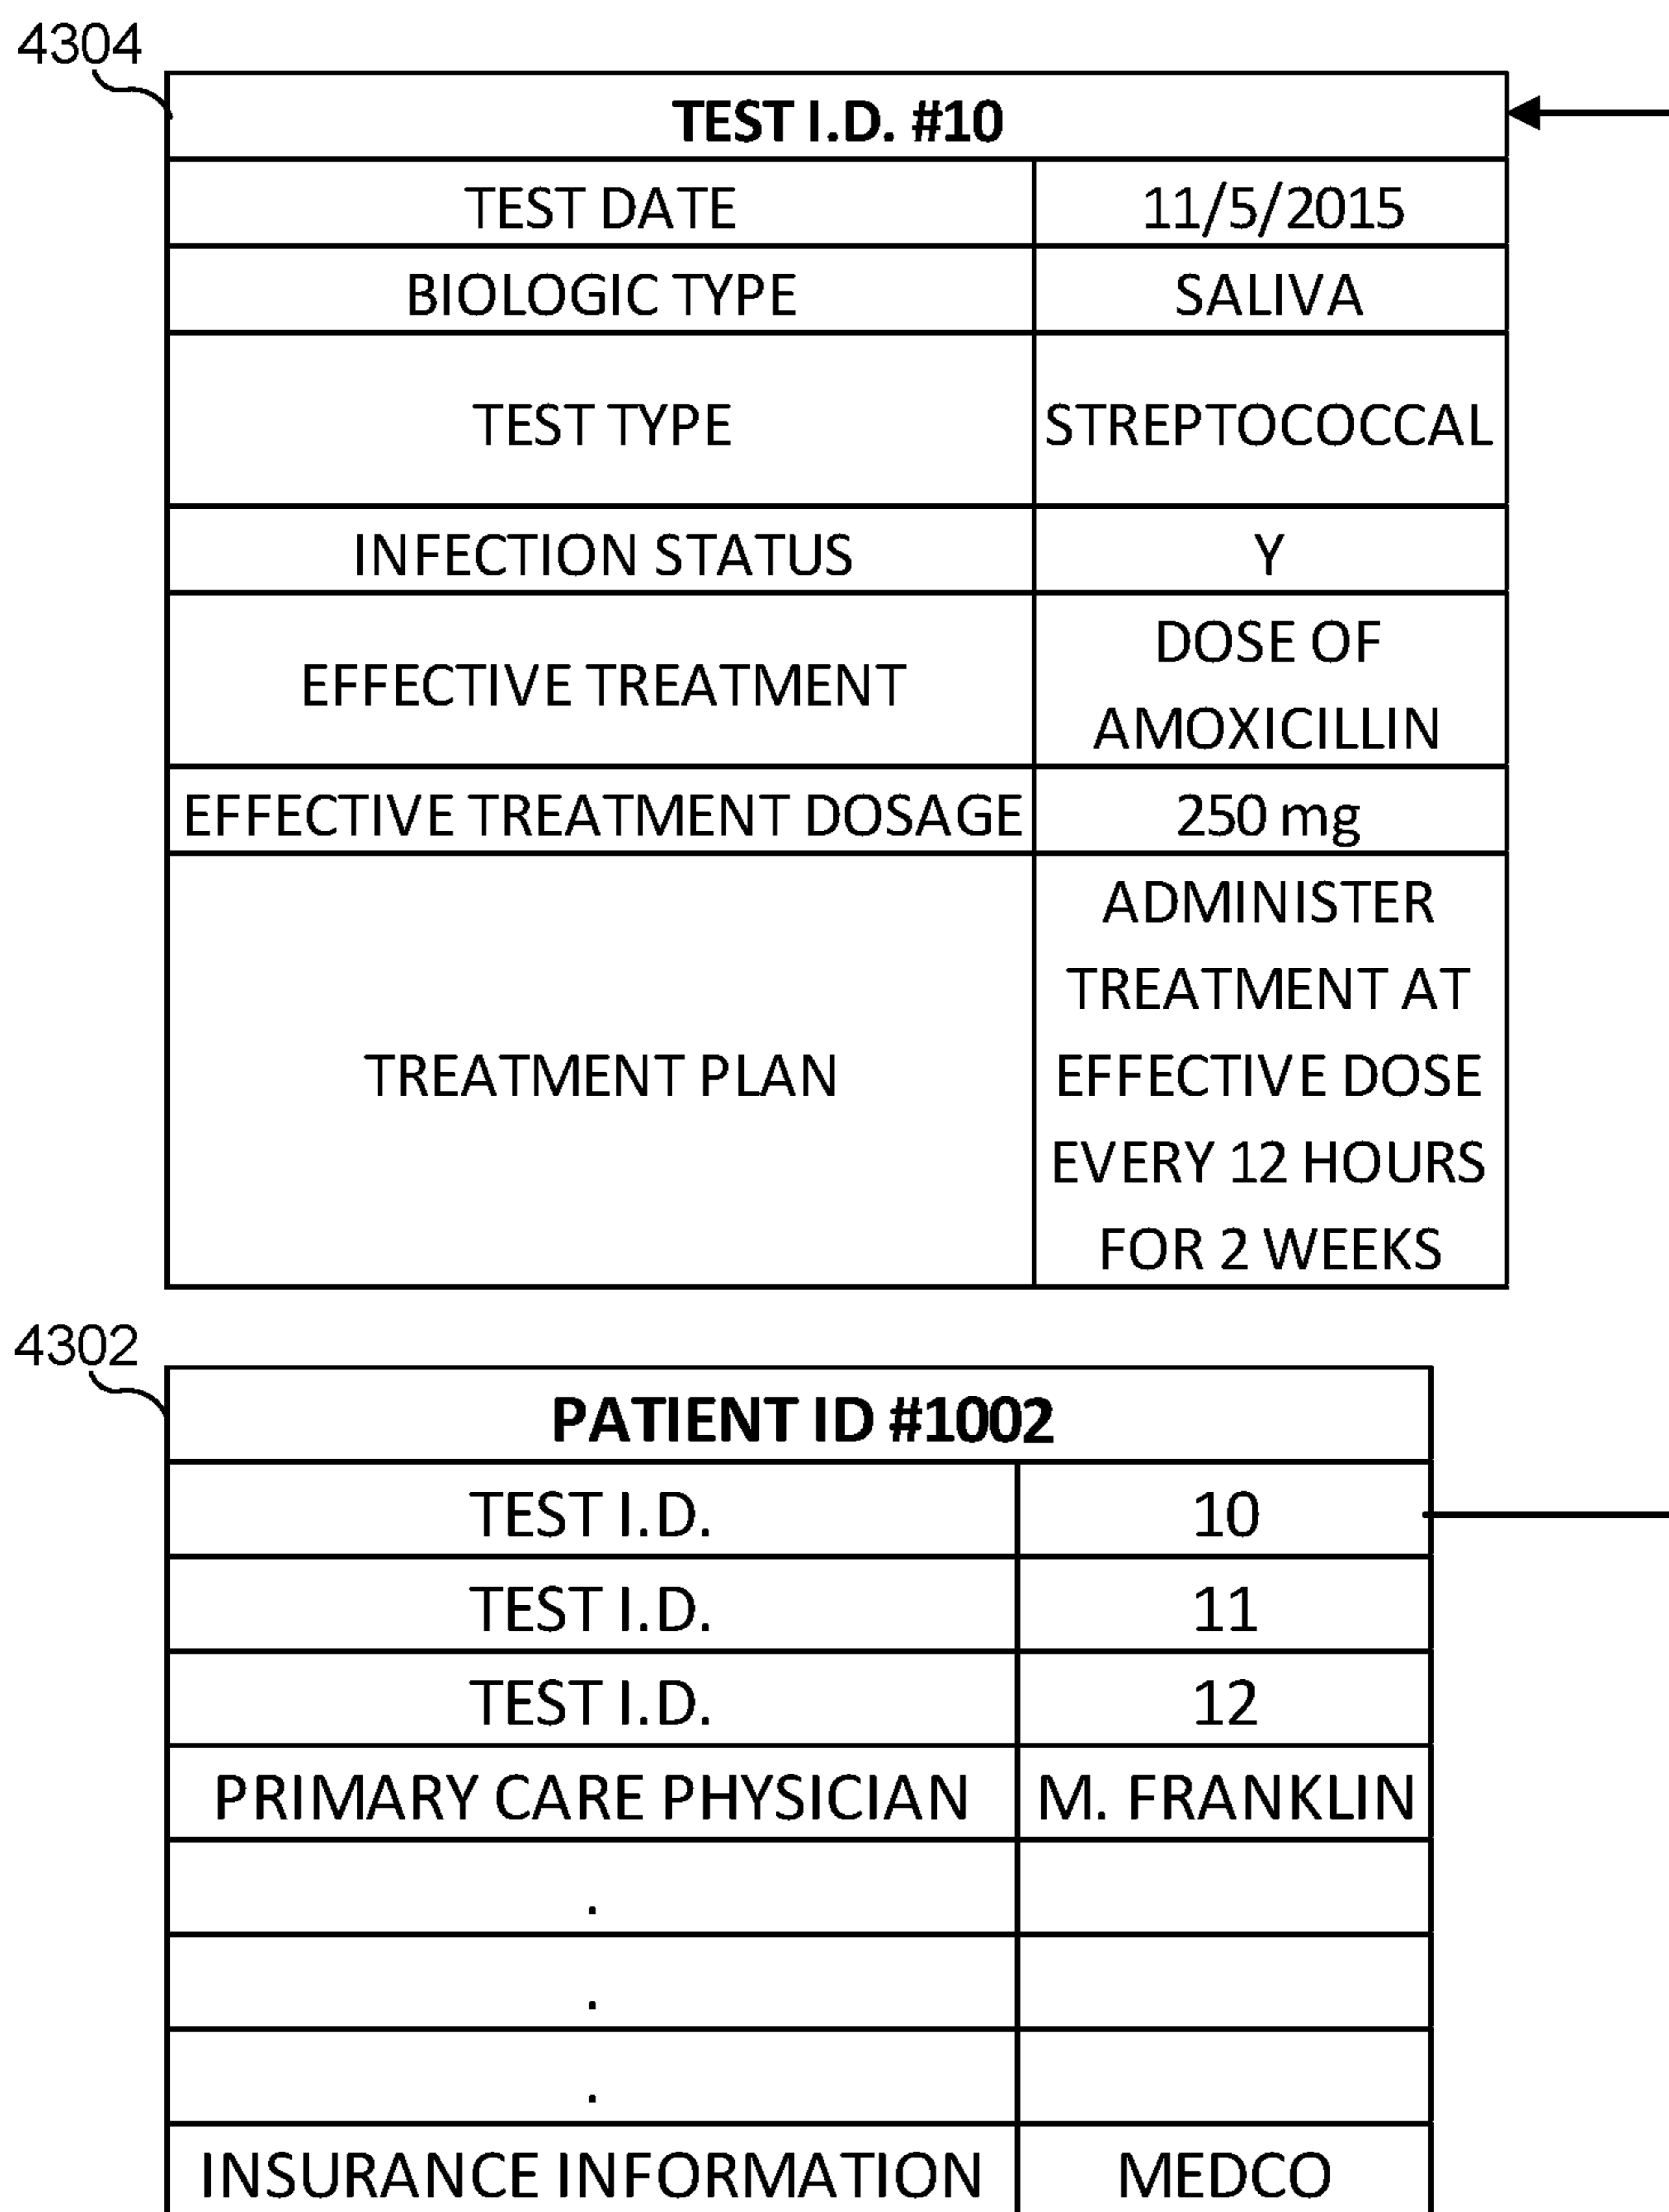 4304
TEST I.D. #10
TEST DATE 11/5/2015
BIOLOGIC TYPE SALIVA
TEST TYPE STREPTOCOCCAL
INFECTION STATUS Y
EFFECTIVE TREATMENT DOSE OF
AMOXICILLIN
EFFECTIVE TREATMENT DOSAGE 250 mg
TREATMENT PLAN ADMINISTER
TREATMENT AT
EFFECTIVE DOSE
EVERY 12 HOURS
FOR 2 WEEKS
4302
PATIENT ID #1002
TEST I.D. 10
TEST I.D. 11
TEST I.D. 12
PRIMARY CARE PHYSICIAN M. FRANKLIN
.
.
.
INSURANCE INFORMATION MEDCO